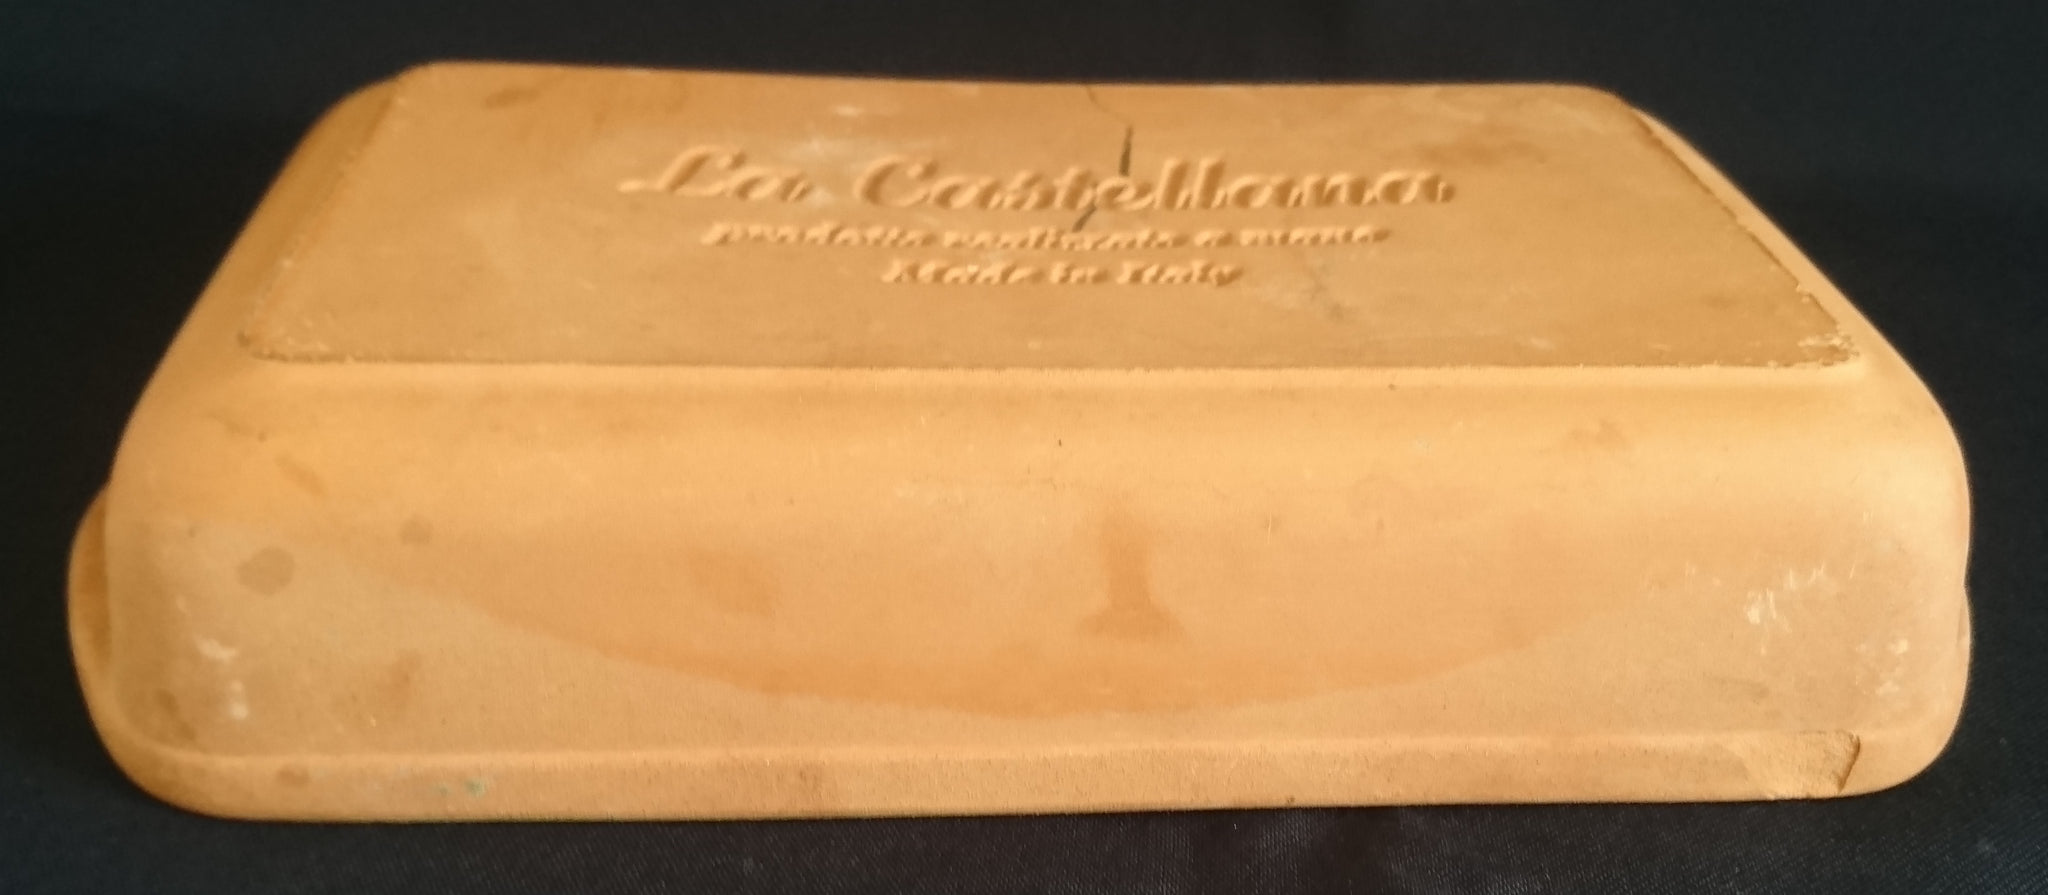 La Castellana
prodotto realizzato a mano
Made in Italy